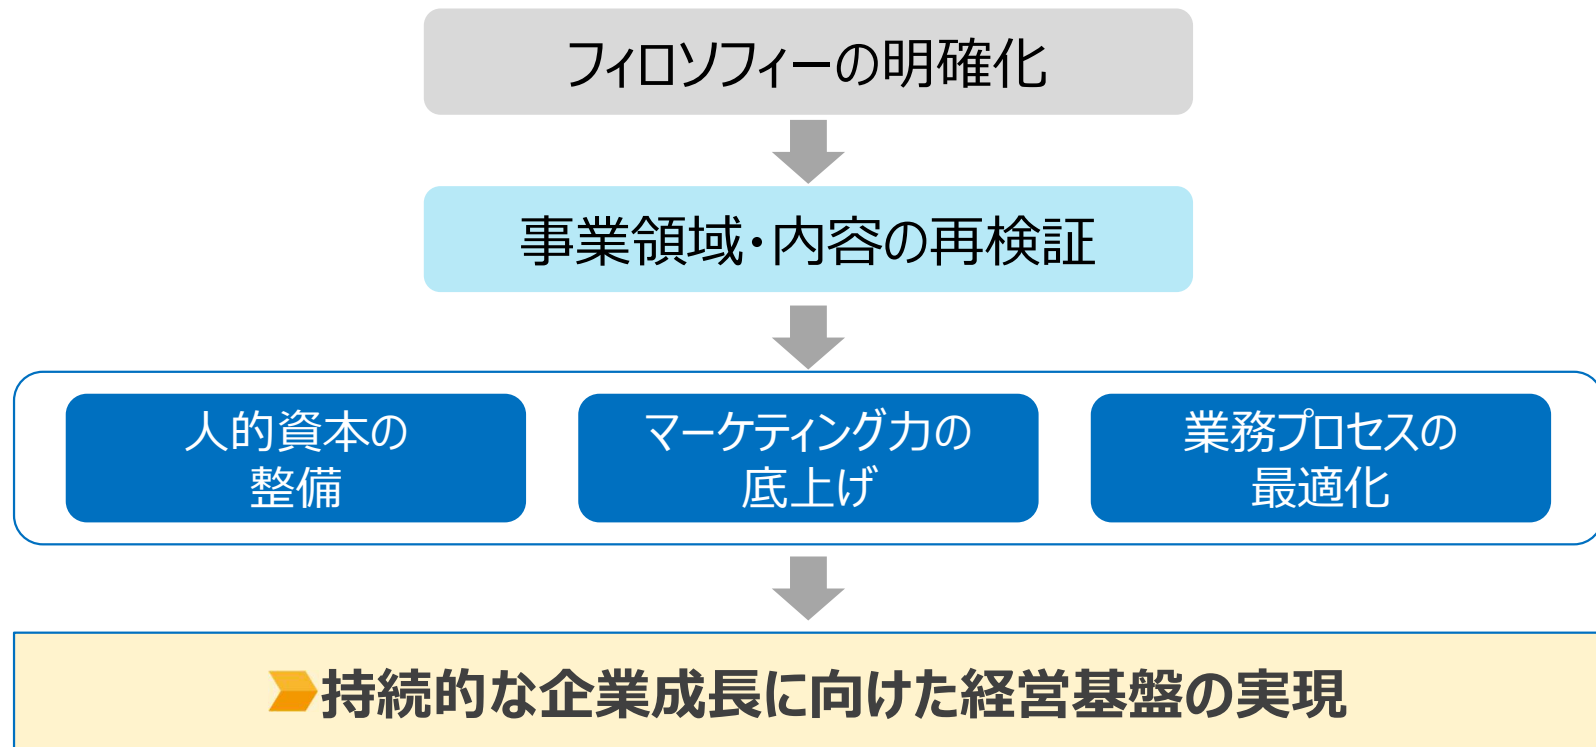 フィロソフィーの明確化
事業領域・内容の再検証
人的資本の
整備
マーケティング力の
底上げ
業務プロセスの
最適化
持続的な企業成長に向けた経営基盤の実現